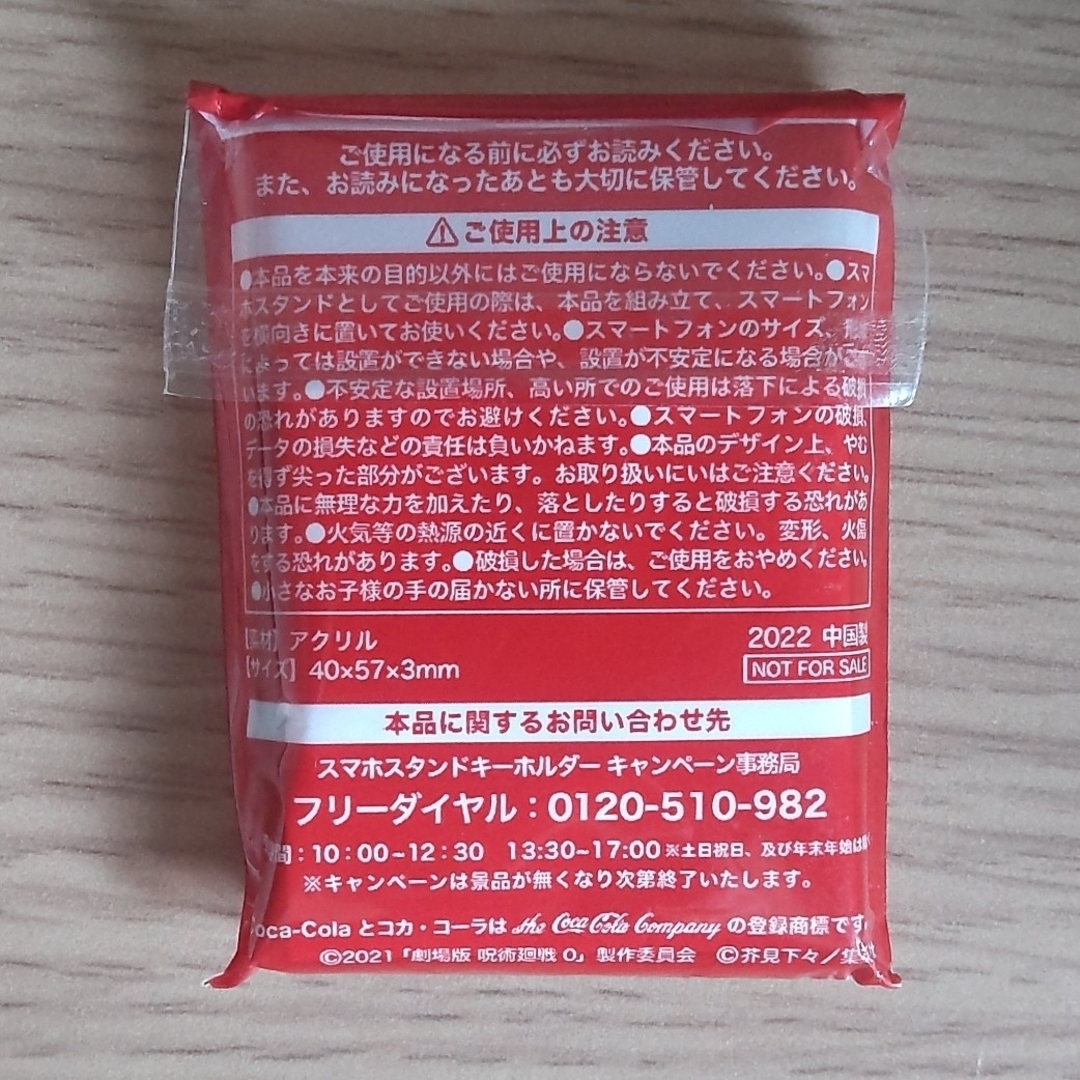 ご使用になる前に必ずお読みください。
また、お読みになったあとも大切に保管してください。
⚠ご使用上の注意
●本品を本来の目的以外にはご使用にならないでください。●スマ
ホスタンドとしてご使用の際は、本品を組み立て、スマートフォン
を横向きに置いてお使いください。●スマートフォンのサイズ、
によっては設置ができない場合や、設置が不安定になる場合がござ
います。●不安定な設置場所、高い所でのご使用は落下による破損
の恐れがありますのでお避けください。●スマートフォンの破損、
データの損失などの責任は負いかねます。●本品のデザイン上、やむ
を得ず尖った部分がございます。お取り扱いにいはご注意ください。
●本品に無理な力を加えたり、落としたりすると破損する恐れがあ
ります。●火気等の熱源の近くに置かないでください。変形、火傷
をする恐れがあります。●破損した場合は、ご使用をおやめください。
●小さなお子様の手の届かない所に保管してください。
【素材】アクリル
2022 中国製
【サイズ】40×57×3mm
NOT FOR SALE
本品に関するお問い合わせ先
スマホスタンドキーホルダー キャンペーン事務局
フリーダイヤル：0120-510-982
間：10：00~12：30 13:30~17:00 ※土日祝日、及び年末年始は除く
※キャンペーンは景品が無くなり次第終了いたします。
Coca-Cola とコカ・コーラは the Coca-Cola Company の登録商標です
©2021「劇場版 呪術廻戦 0」製作委員会 ©芥見下々／集